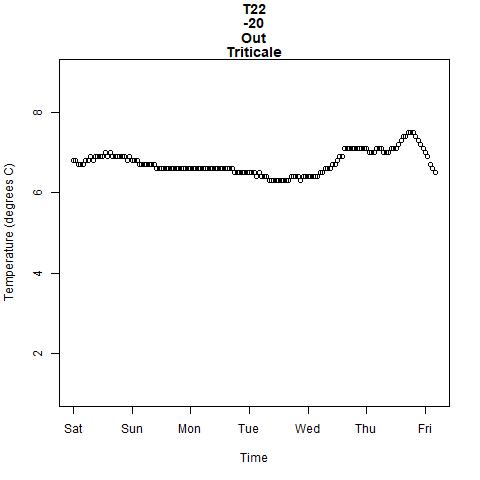 T22
-20
Out
Triticale
Temperature (degrees C)
8
6
4
2
Sat Sun Mon Tue Wed Thu Fri
Time